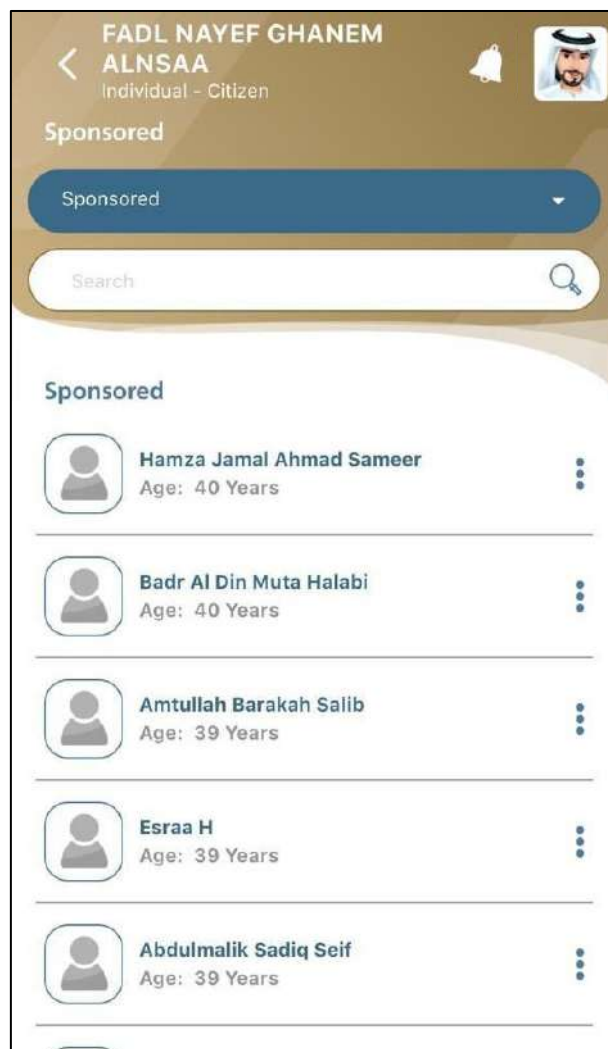 FADL NAYEF GHANEM
ALNSAA
Individual - Citizen
Sponsored
Sponsored
Search
Sponsored
Hamza Jamal Ahmad Sameer
Age: 40 Years
Badr Al Din Muta Halabi
Age: 40 Years
Amtullah Barakah Salib
Age: 39 Years
Esraa H
Age: 39 Years
Abdulmalik Sadiq Seif
Age: 39 Years